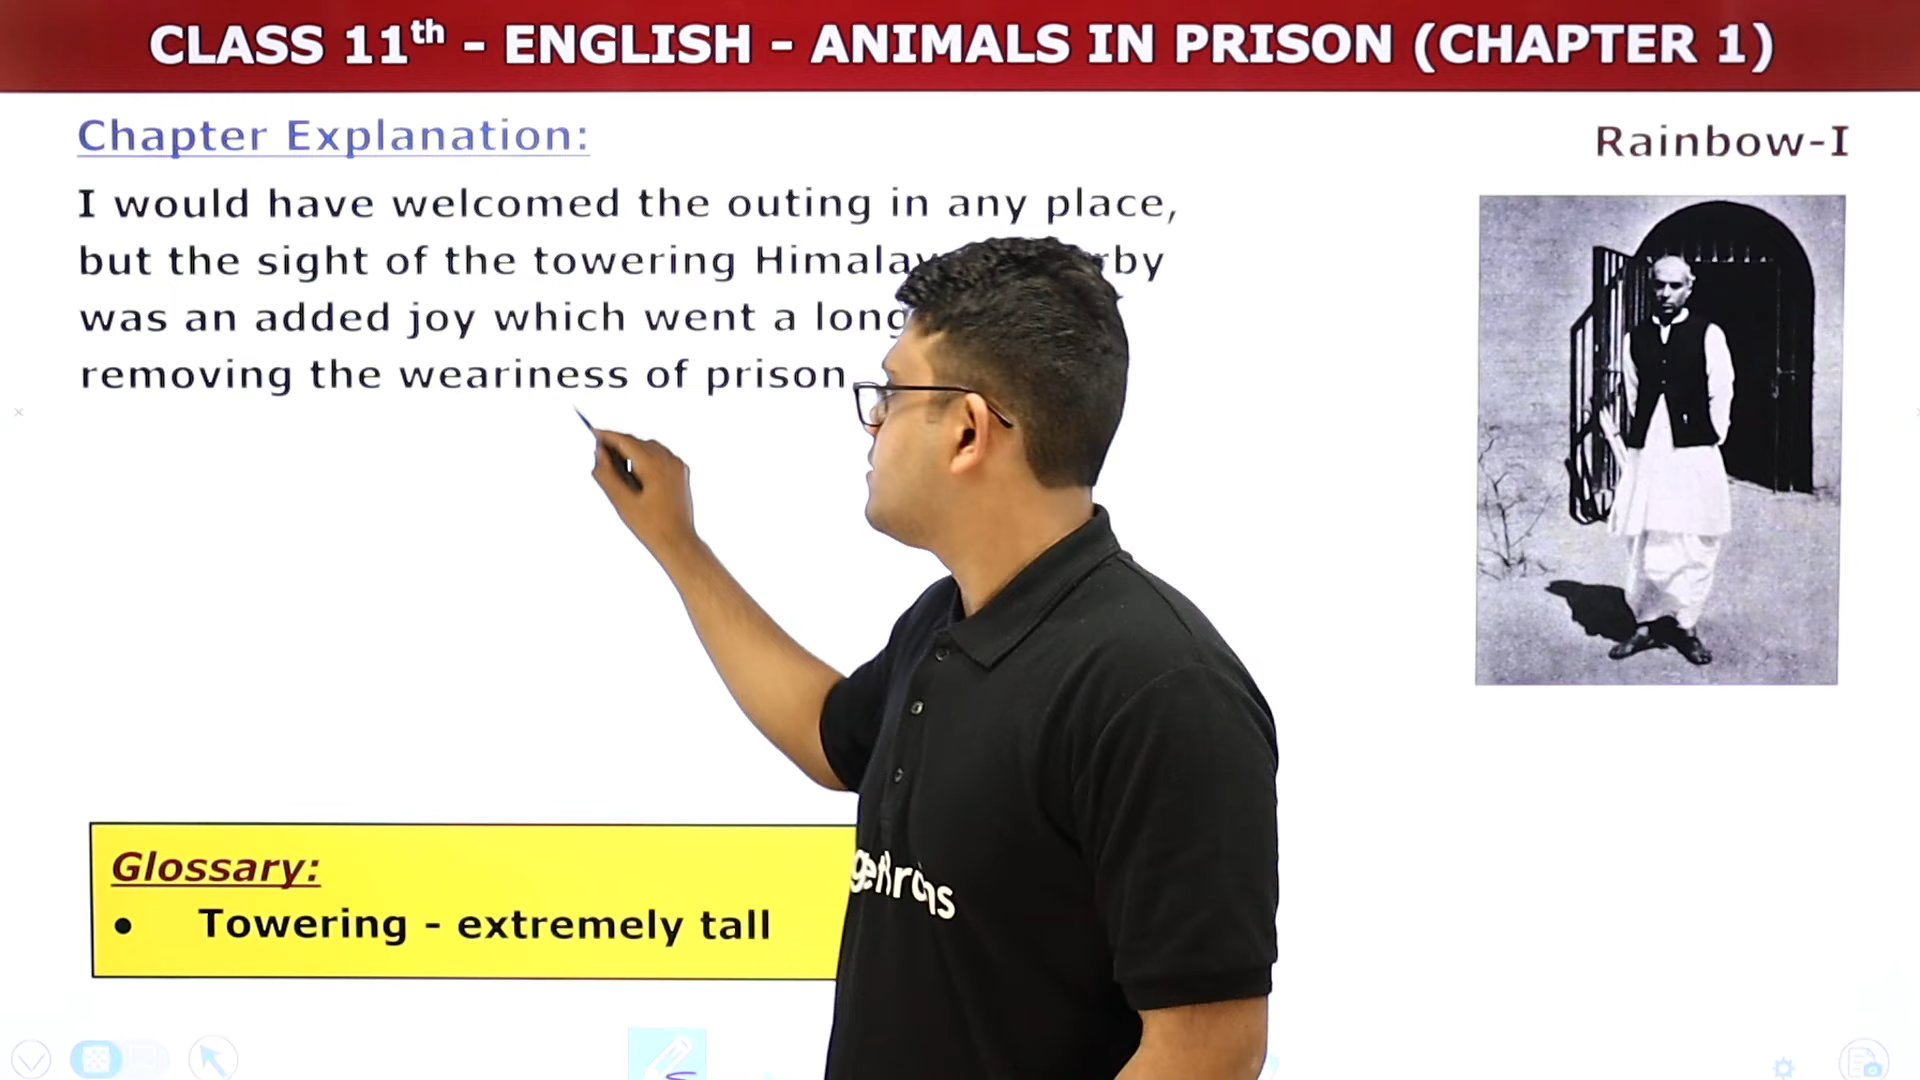 CLASS 11th - ENGLISH - ANIMALS IN PRISON (CHAPTER 1)
Chapter Explanation:
Rainbow-I
I would have welcomed the outing in any place,
but the sight of the towering
was an added joy which went a long
removing the weariness of prison
Glossary:
• Towering - extremely tall